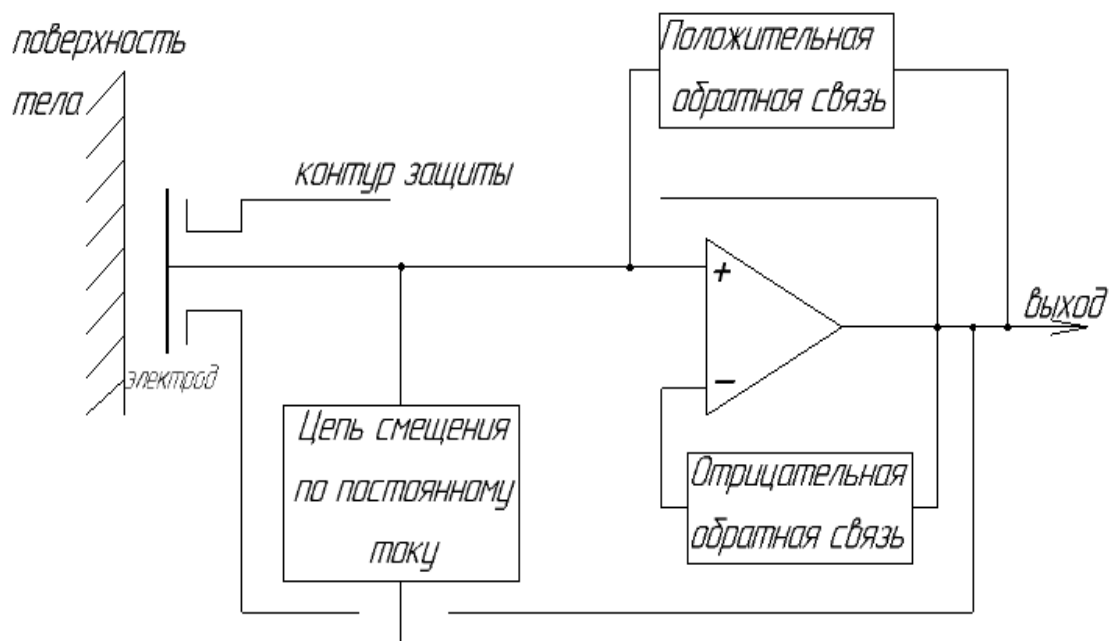 поверхность
тела
Положительная
обратная связь
контур защиты
+
выход
электрод
−
Цепь смещения
по постоянному
току
Отрицательная
обратная связь